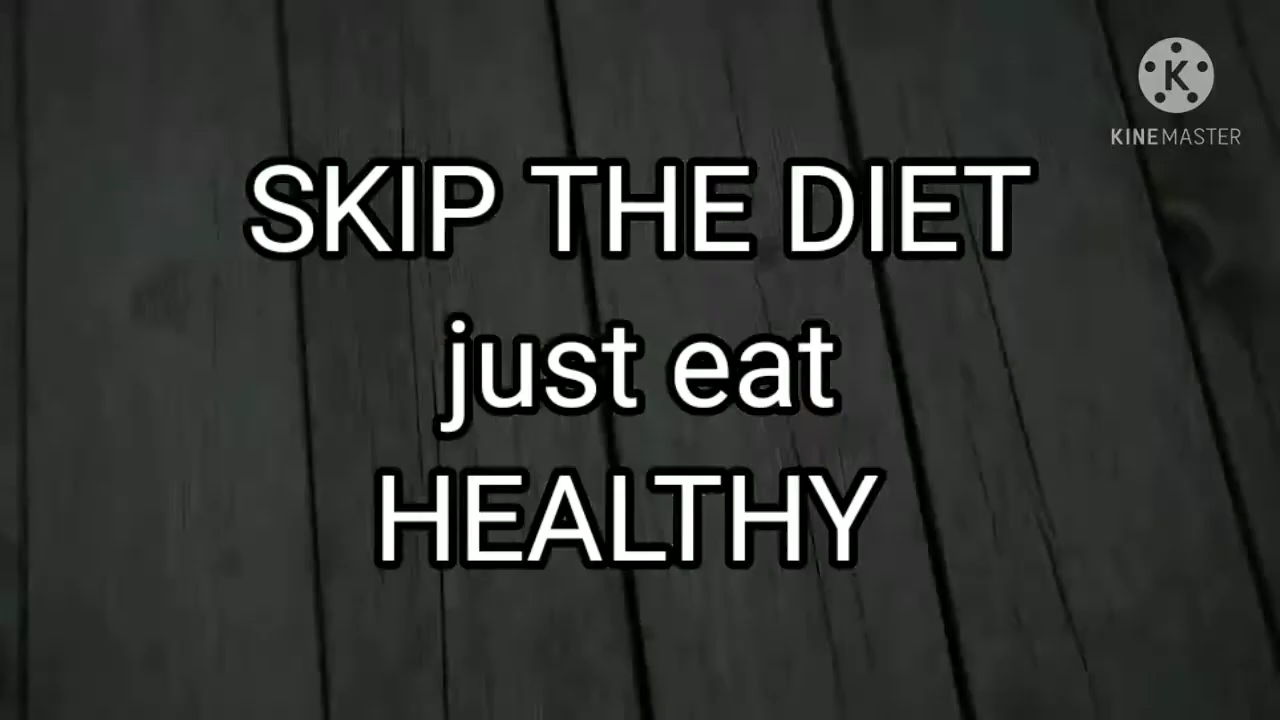 K
KINEMASTER
SKIP THE DIET
just eat
HEALTHY